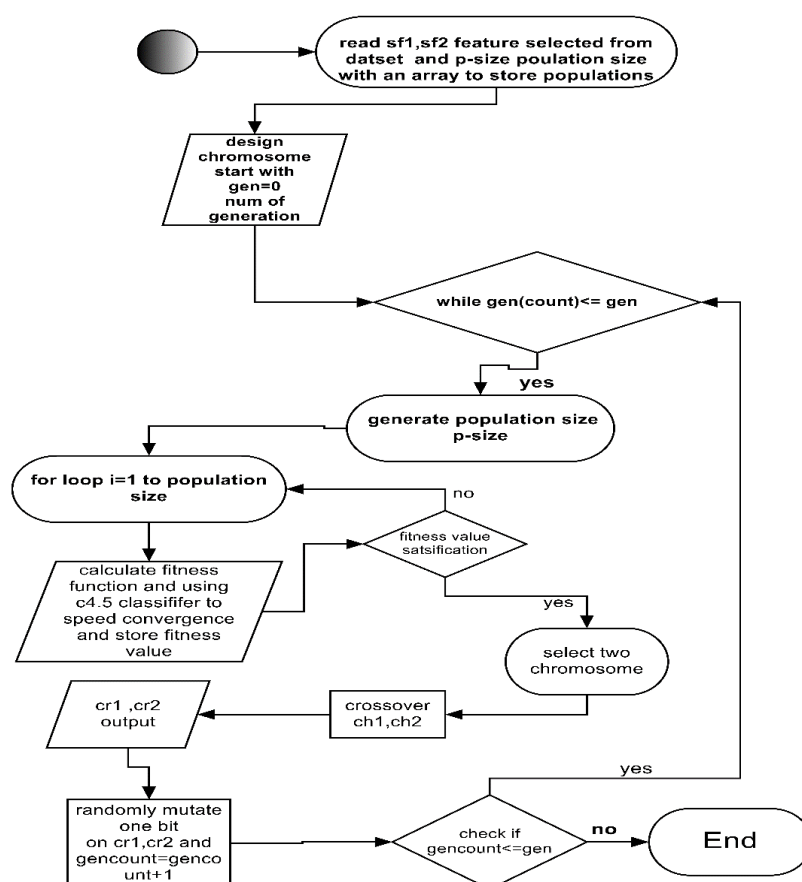 read sf1,sf2 feature selected from
datset and p-size poulation size
with an array to store populations
design
chromosome
start with
gen=0
num of
generation
while gen(count)<= gen
yes
generate population size
p-size
for loop i=1 to population
size
no
fitness value
satsification
calculate fitness
function and using
c4.5 classififer to
speed convergence
and store fitness
value
yes
select two
chromosome
crossover
ch1,ch2
cr1 ,cr2
output
randomly mutate
one bit
on cr1,cr2 and
gencount=genco
unt+1
check if
gencount<=gen
yes
no
End